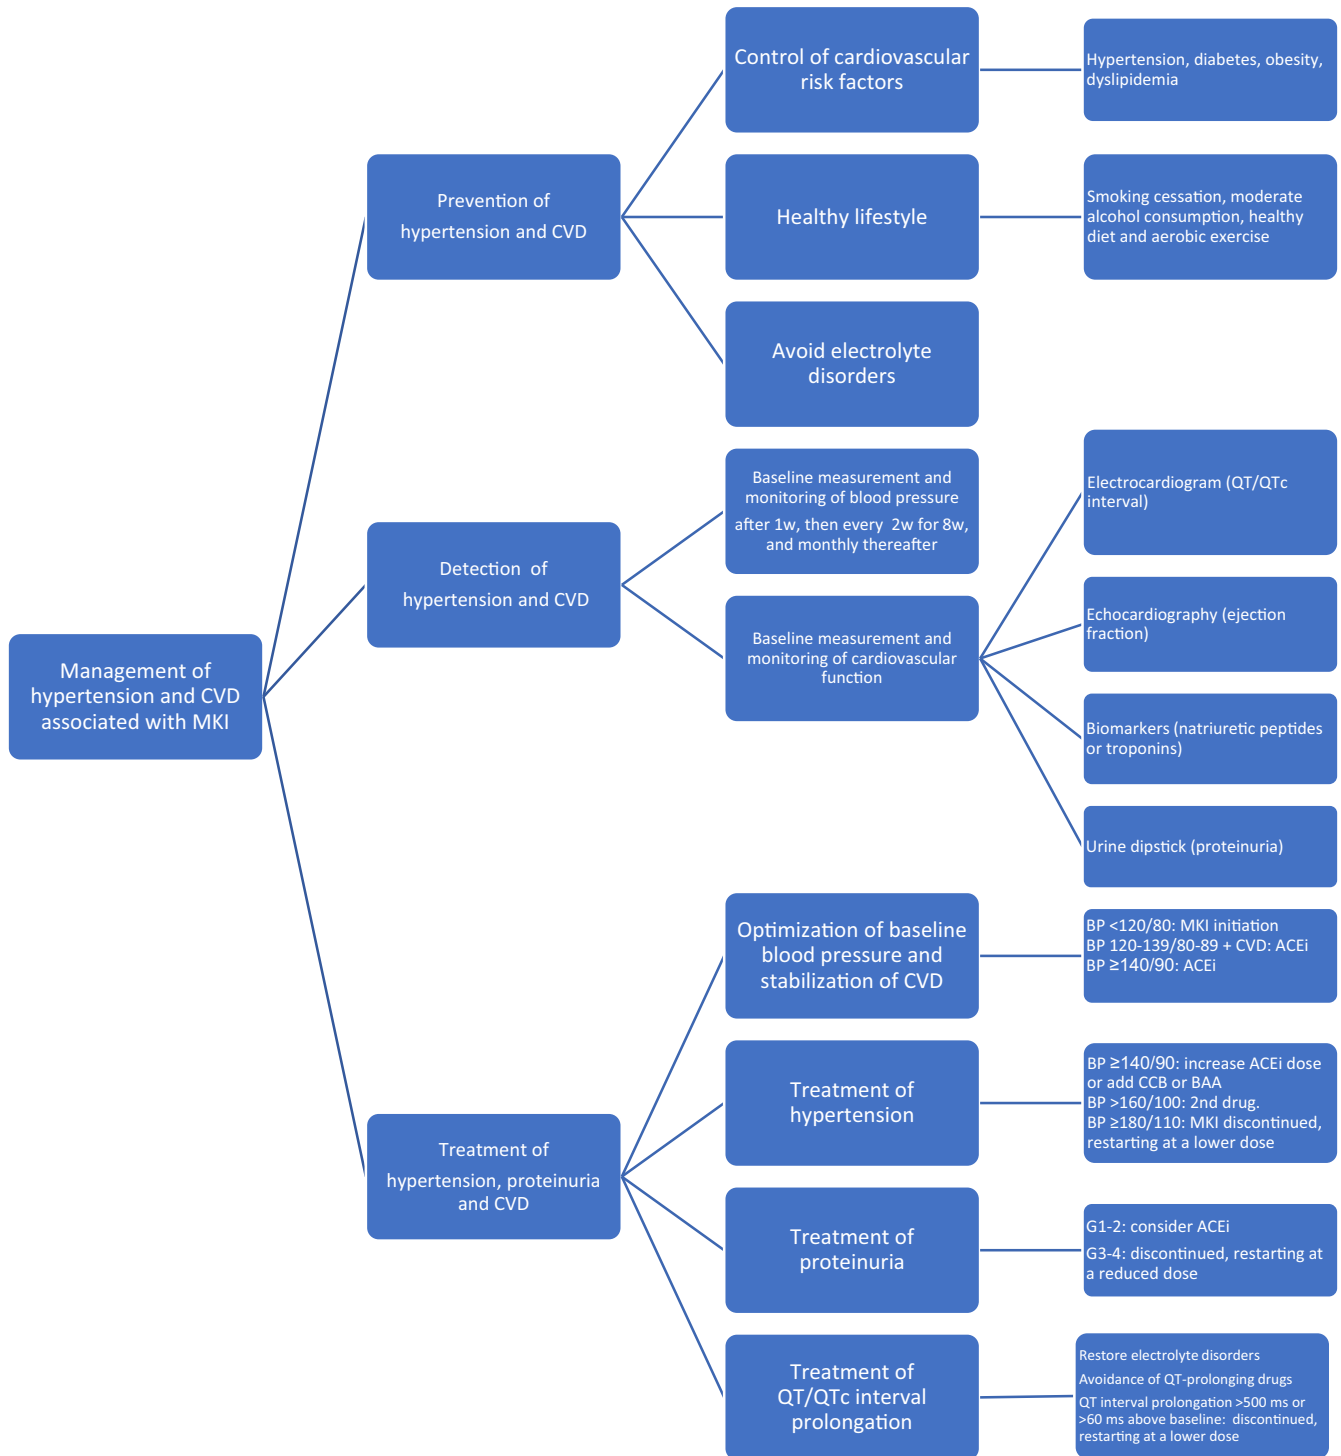 Management of
hypertension and CVD
associated with MKI
Prevention of
hypertension and CVD
Control of cardiovascular
risk factors
Hypertension, diabetes, obesity,
dyslipidemia
Healthy lifestyle
Smoking cessation, moderate
alcohol consumption, healthy
diet and aerobic exercise
Avoid electrolyte
disorders
Detection of
hypertension and CVD
Baseline measurement and
monitoring of blood pressure
after 1w, then every 2w for 8w,
and monthly thereafter
Baseline measurement and
monitoring of cardiovascular
function
Electrocardiogram (QT/QTc
interval)
Echocardiography (ejection
fraction)
Biomarkers (natriuretic peptides
or troponins)
Urine dipstick (proteinuria)
Treatment of
hypertension, proteinuria
and CVD
Optimization of baseline
blood pressure and
stabilization of CVD
BP <120/80: MKI initiation
BP 120-139/80-89 + CVD: ACEi
BP ≥140/90: ACEi
Treatment of
hypertension
BP ≥140/90: increase ACEi dose
or add CCB or BAA
BP >160/100: 2nd drug.
BP ≥180/110: MKI discontinued,
restarting at a lower dose
Treatment of
proteinuria
G1-2: consider ACEi
G3-4: discontinued, restarting at
a reduced dose
Treatment of
QT/QTc interval
prolongation
Restore electrolyte disorders
Avoidance of QT-prolonging drugs
QT interval prolongation >500 ms or
>60 ms above baseline: discontinued,
restarting at a lower dose